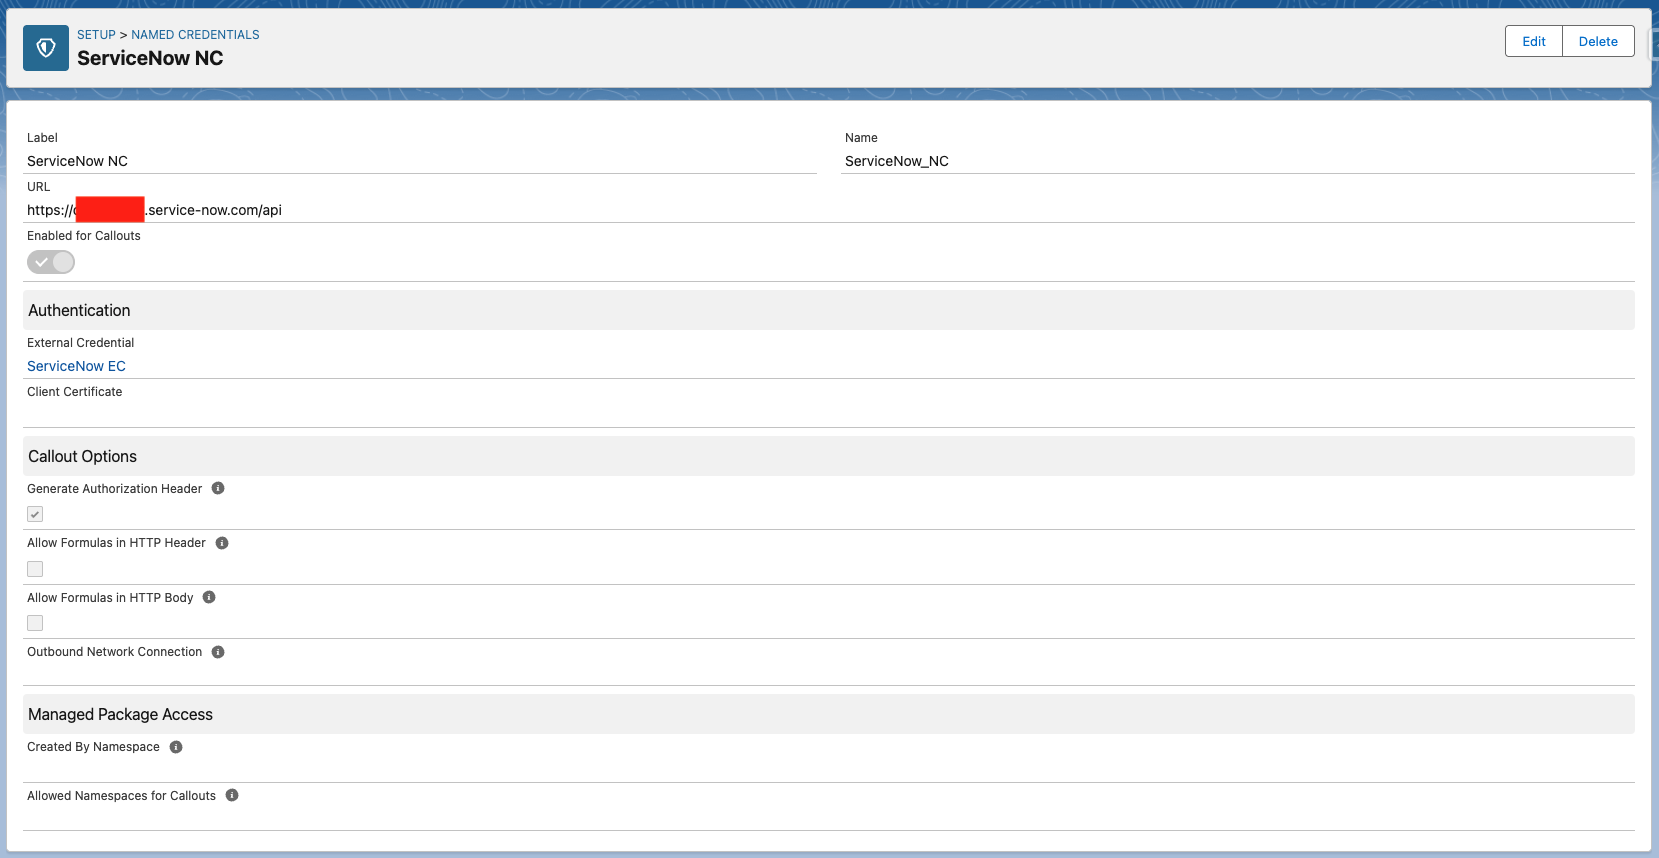 SETUP > NAMED CREDENTIALS
ServiceNow NC
Edit
Delete
Label
ServiceNow NC
Name
ServiceNow_NC
URL
https:// .service-now.com/api
Enabled for Callouts
Authentication
External Credential
ServiceNow EC
Client Certificate
Callout Options
Generate Authorization Header
Allow Formulas in HTTP Header
Allow Formulas in HTTP Body
Outbound Network Connection
Managed Package Access
Created By Namespace
Allowed Namespaces for Callouts